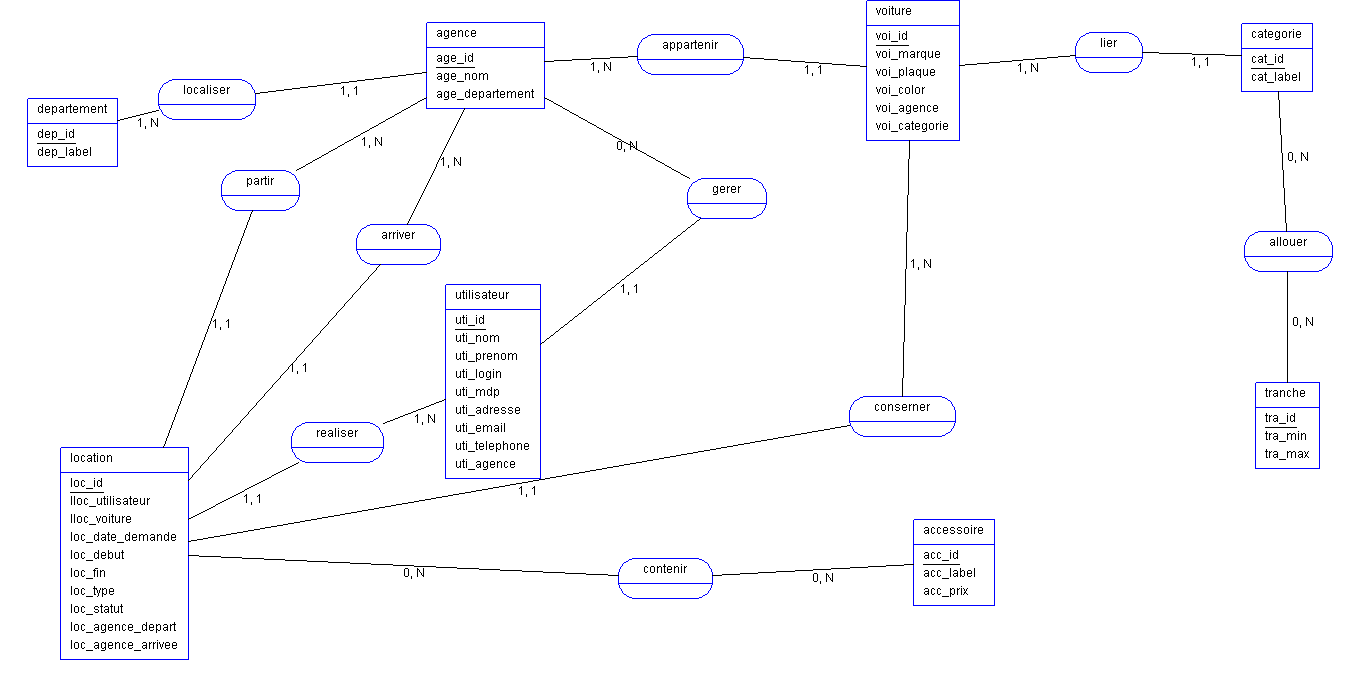 voiture
voi_id
voi_marque
voi_plaque
voi_color
voi_agence
voi_categorie
agence
age_id
age_nom
age_departement
appartenir
1, N
1, 1
lier
1, N
1, 1
categorie
cat_id
cat_label
localiser
1, 1
1, N
departement
dep_id
dep_label
partir
1, N
1, 1
arriver
1, N
1, 1
gerer
0, N
1, 1
allouer
0, N
0, N
utilisateur
uti_id
uti_nom
uti_prenom
uti_login
uti_mdp
uti_adresse
uti_email
uti_telephone
uti_agence
conserner
1, N
1, 1
tranche
tra_id
tra_min
tra_max
realiser
1, N
1, 1
location
loc_id
lloc_utilisateur
lloc_voiture
loc_date_demande
loc_debut
loc_fin
loc_type
loc_statut
loc_agence_depart
loc_agence_arrivee
contenir
0, N
0, N
accessoire
acc_id
acc_label
acc_prix